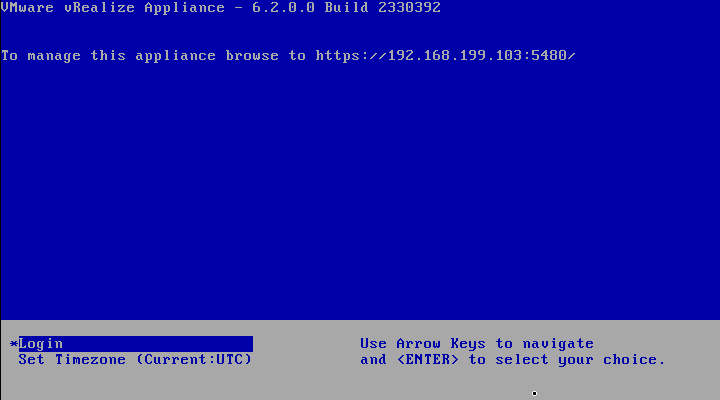 VMware vRealize Appliance - 6.2.0.0 Build 2330392
To manage this appliance browse to https://192.168.199.103:5480/
*Login
Set Timezone (Current:UTC)
Use Arrow Keys to navigate
and <ENTER> to select your choice.